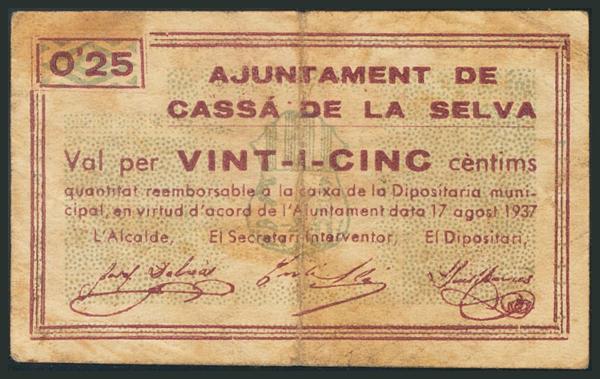 0'25
AJUNTAMENT DE
CASSÁ DE LA SELVA
Val per VINT-I-CINC cèntims
quantitat reemborsable a la caixa de la Dipositaria muni-
cipal, en virtud d'acord de l'Ajuntament data 17 agost 1937
L'Alcalde, El Secretari Interventor, El Dipositari,